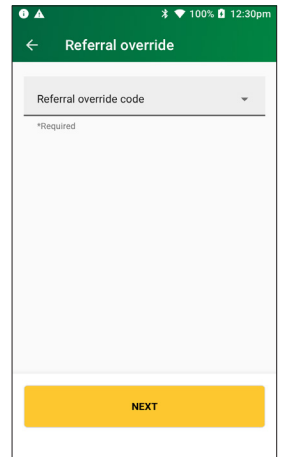 100% 12:30pm
Referral override
Referral override code
*Required
NEXT